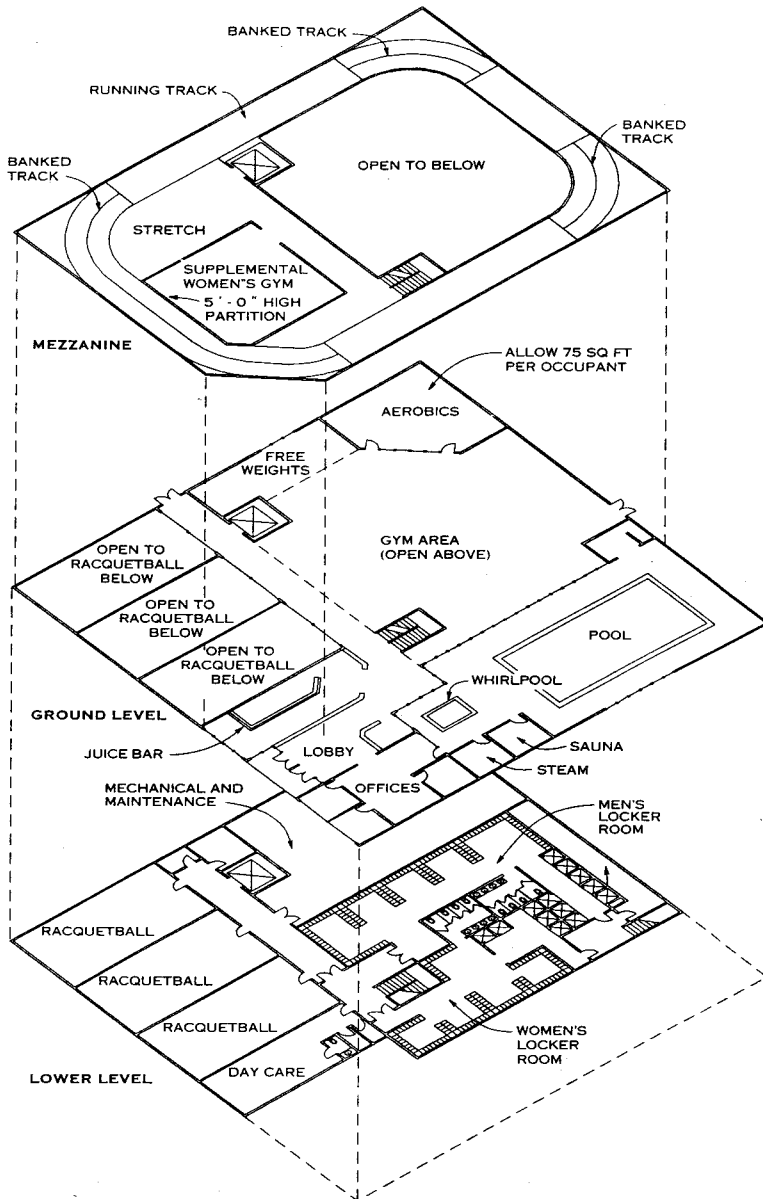 BANKED TRACK
RUNNING TRACK
BANKED
TRACK
BANKED
TRACK
OPEN TO BELOW
STRETCH
SUPPLEMENTAL
WOMEN'S GYM
5'-0" HIGH
PARTITION
MEZZANINE
ALLOW 75 SQ FT
PER OCCUPANT
AEROBICS
FREE
WEIGHTS
GYM AREA
(OPEN ABOVE)
OPEN TO
RACQUETBALL
BELOW
OPEN TO
RACQUETBALL
BELOW
OPEN TO
RACQUETBALL
BELOW
POOL
WHIRLPOOL
GROUND LEVEL
JUICE BAR
LOBBY
SAUNA
STEAM
OFFICES
MECHANICAL AND
MAINTENANCE
MEN'S
LOCKER
ROOM
RACQUETBALL
RACQUETBALL
RACQUETBALL
WOMEN'S
LOCKER
ROOM
DAY CARE
LOWER LEVEL